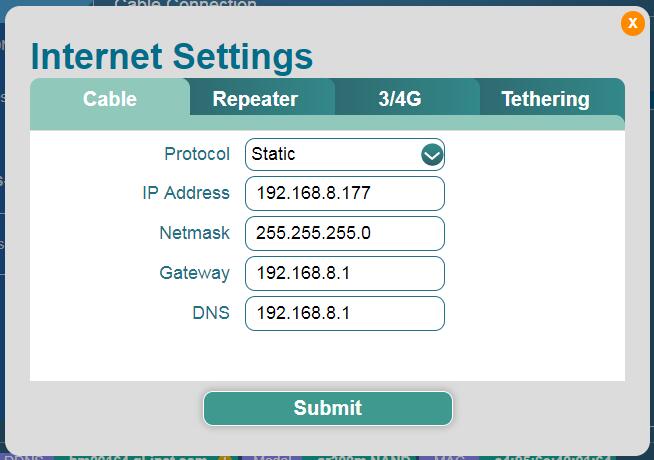 Cable Connection
X
Internet Settings
Cable Repeater 3/4G Tethering
Protocol Static
IP Address 192.168.8.177
Netmask 255.255.255.0
Gateway 192.168.8.1
DNS 192.168.8.1
Submit